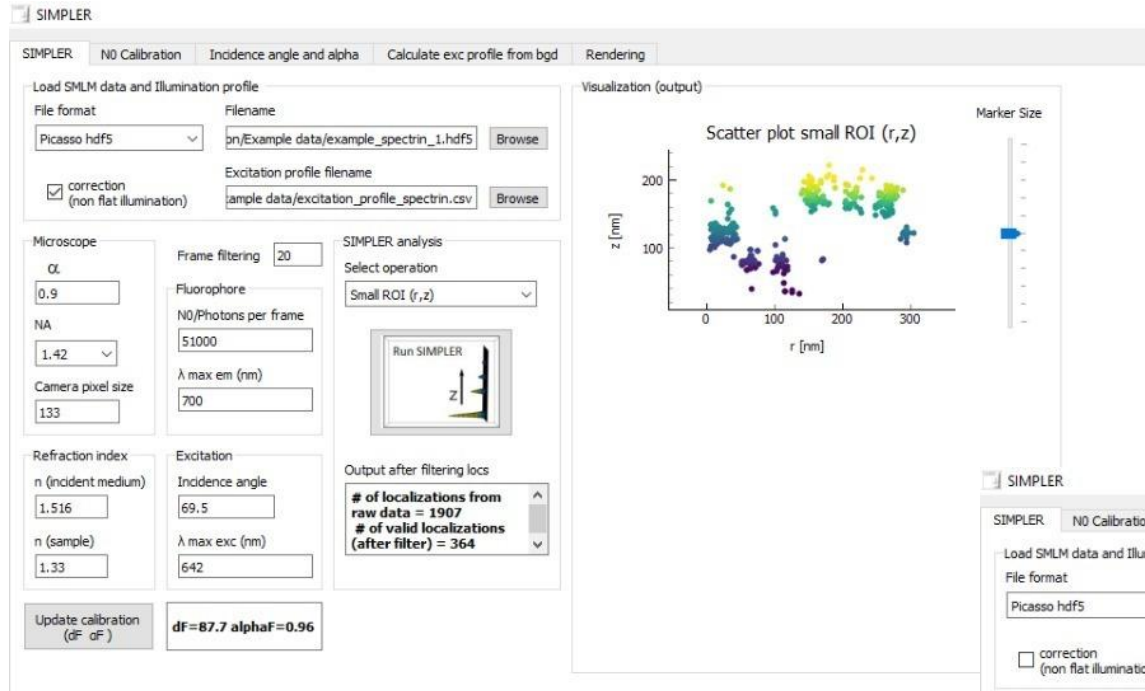 SIMPLER
SIMPLER N0 Calibration Incidence angle and alpha Calculate exc profile from bgd Rendering
Load SMLM data and Illumination profile
File format Filename
Picasso hdf5 on/Example data/example_spectrin_1.hdf5 Browse
Excitation profile filename
correction
(non flat illumination) ample data/excitation_profile_spectrin.csv Browse
Microscope
α
0.9
NA
1.42
Camera pixel size
133
Frame filtering 20
Fluorophore
N0/Photons per frame
51000
λ max em (nm)
700
SIMPLER analysis
Select operation
Small ROI (r,z)
Run SIMPLER
Z
Refraction index
n (incident medium)
1.516
n (sample)
1.33
Excitation
Incidence angle
69.5
λ max exc (nm)
642
Output after filtering locs
# of localizations from
raw data = 1907
# of valid localizations
(after filter) = 364
Update calibration
(dF αF )
dF=87.7 alphaF=0.96
Visualization (output)
Marker Size
Scatter plot small ROI (r,z)
200
z [nm]
100
0 100 200 300
r [nm]
SIMPLER
SIMPLER N0 Calibratio
Load SMLM data and Illu
File format
Picasso hdf5
correction
(non flat illuminatio